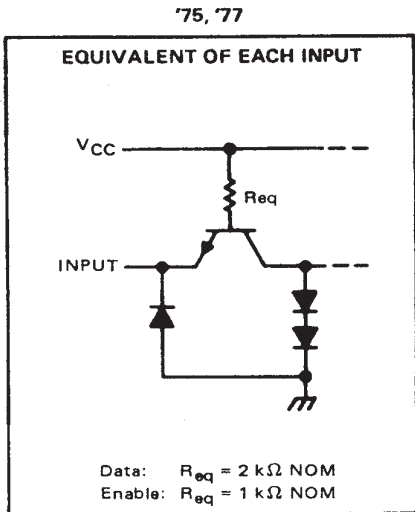 '75, '77
EQUIVALENT OF EACH INPUT
VCC
Req
INPUT
Data: Req = 2 kΩ NOM
Enable: Req = 1 kΩ NOM